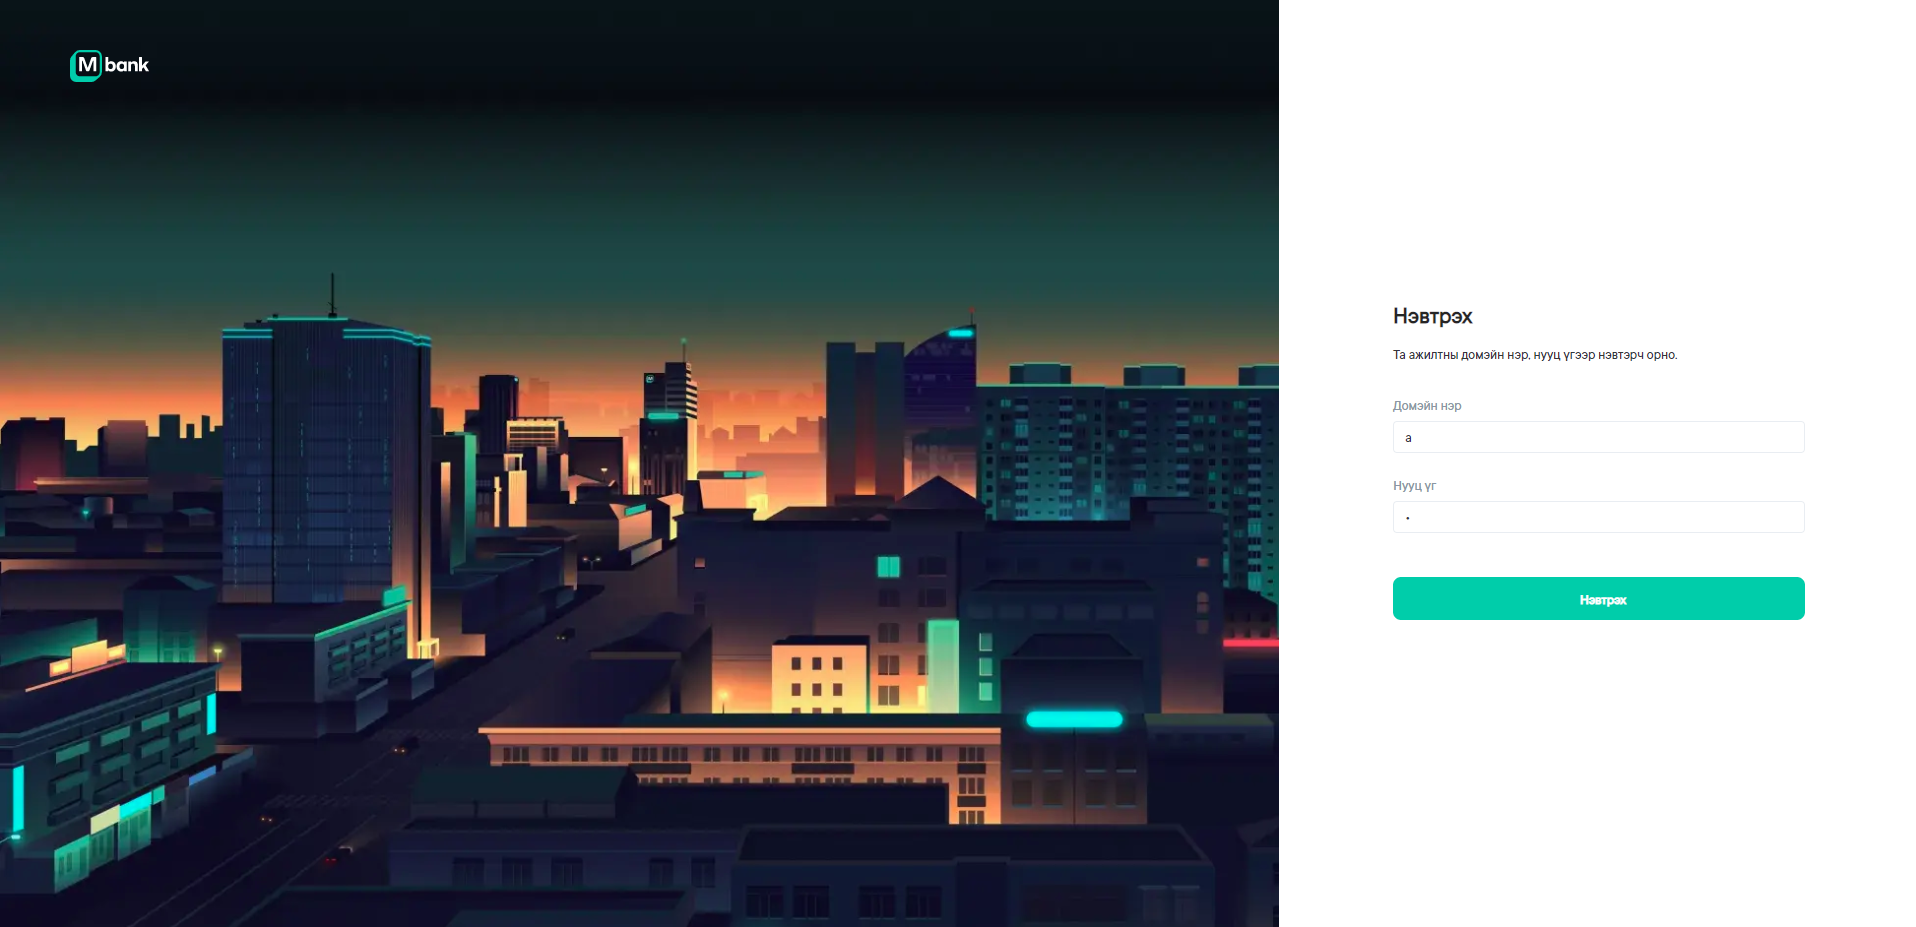 M bank
Нэвтрэх
Та ажилтны домэйн нэр, нууц үгээр нэвтэрч орно.
Домэйн нэр
a
Нууц үг
•
Нэвтрэх